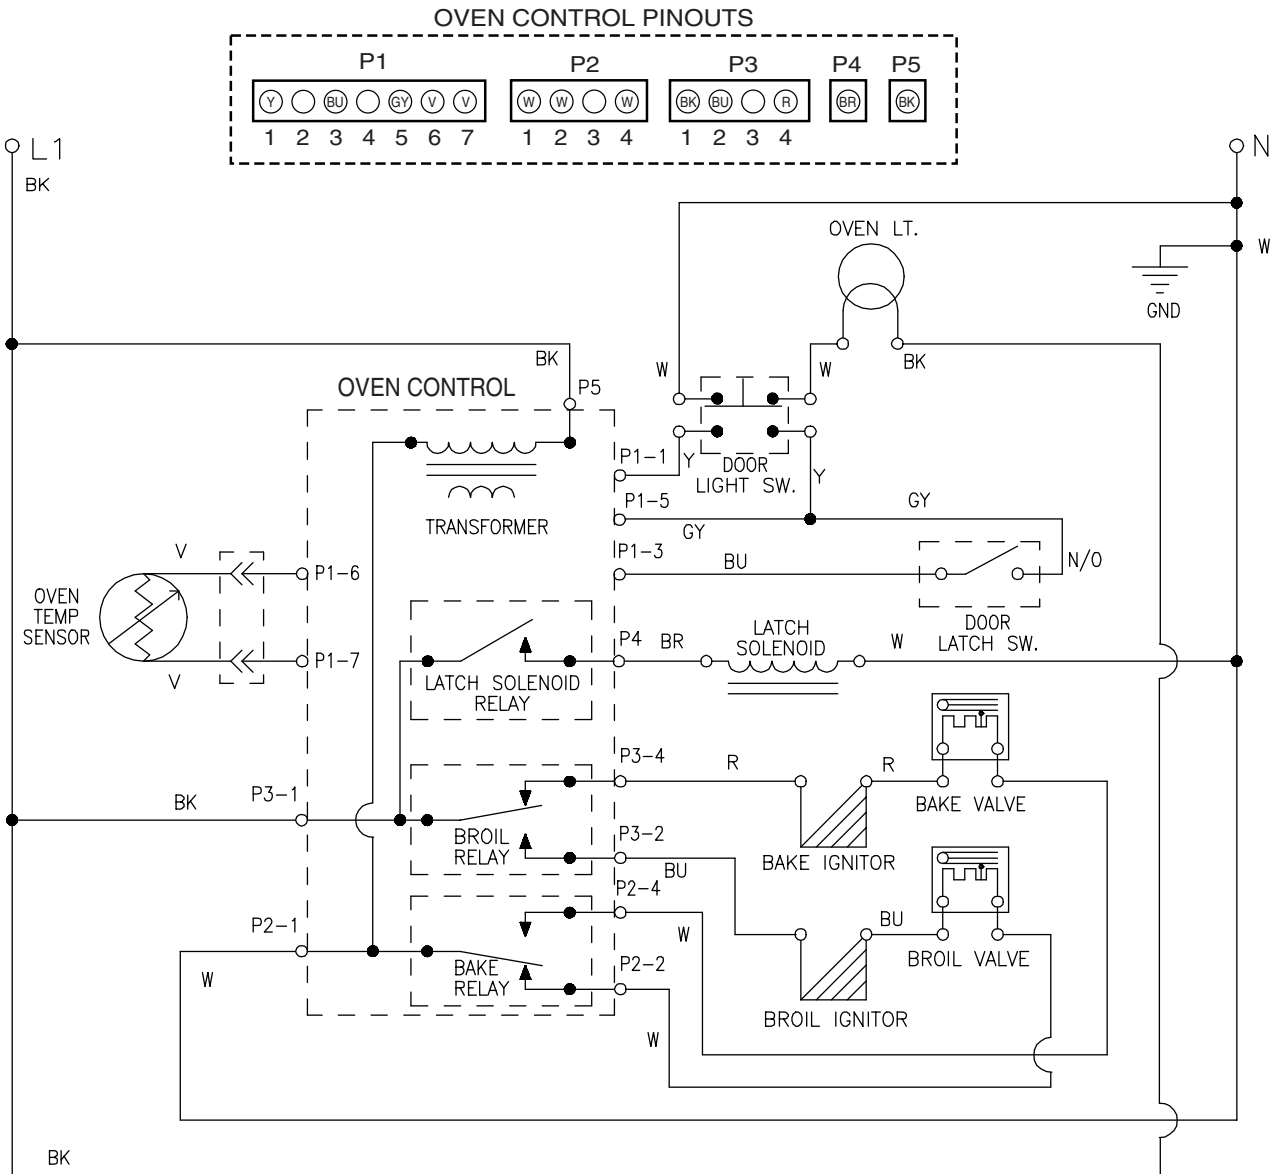 OVEN CONTROL PINOUTS
P1 P2 P3 P4 P5
Y BU GY V V W W W BK BU R BR BK
1 2 3 4 5 6 7 1 2 3 4 1 2 3 4
L1
BK
N
W
GND
OVEN LT.
BK
W
W
BK
OVEN CONTROL
P5
P1-1
Y
DOOR
LIGHT SW.
Y
TRANSFORMER
P1-5
GY
GY
P1-3
BU
N/O
V
OVEN
TEMP
SENSOR
P1-6
P1-7
V
DOOR
LATCH SW.
LATCH SOLENOID
RELAY
P4
BR
LATCH
SOLENOID
W
P3-4
R
R
BAKE VALVE
BK
P3-1
BROIL
RELAY
P3-2
BU
BAKE IGNITOR
P2-4
W
BU
BROIL VALVE
P2-1
W
BAKE
RELAY
P2-2
W
BROIL IGNITOR
BK